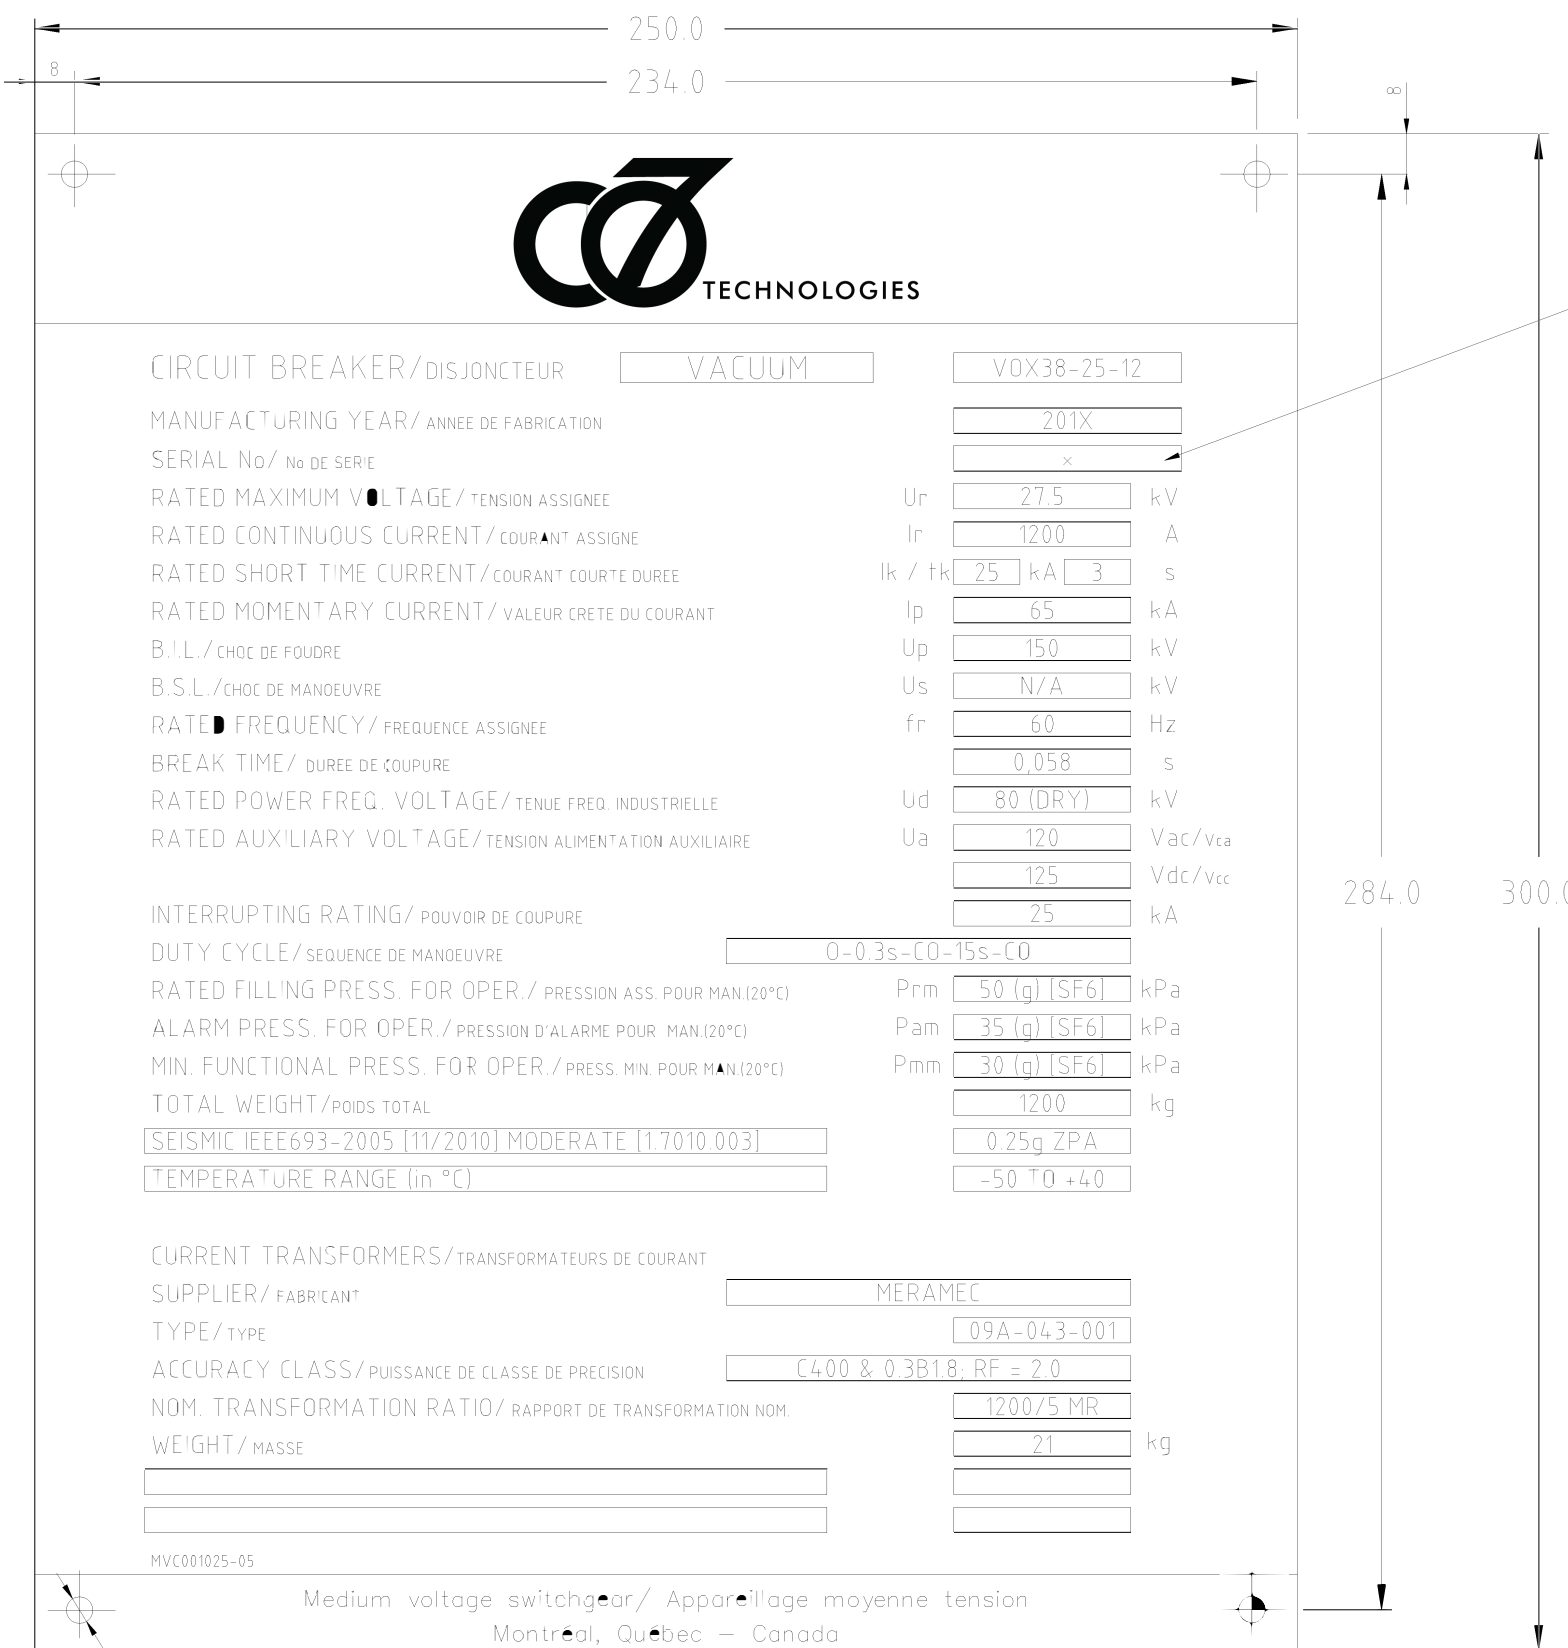 250.0
8
234.0
8
CO7 TECHNOLOGIES
CIRCUIT BREAKER/DISJONCTEUR VACUUM VOX38-25-12
MANUFACTURING YEAR/ ANNEE DE FABRICATION 201X
SERIAL No/ No DE SERIE x
RATED MAXIMUM VOLTAGE/ TENSION ASSIGNEE Ur 27.5 kV
RATED CONTINUOUS CURRENT/ COURANT ASSIGNE Ir 1200 A
RATED SHORT TIME CURRENT/COURANT COURTE DUREE Ik / tk 25 kA 3 s
RATED MOMENTARY CURRENT/ VALEUR CRETE DU COURANT Ip 65 kA
B.I.L./CHOC DE FOUDRE Up 150 kV
B.S.L./CHOC DE MANOEUVRE Us N/A kV
RATED FREQUENCY/ FREQUENCE ASSIGNEE fr 60 Hz
BREAK TIME/ DUREE DE COUPURE 0,058 s
RATED POWER FREQ. VOLTAGE/ TENUE FREQ. INDUSTRIELLE Ud 80 (DRY) kV
RATED AUXILIARY VOLTAGE/TENSION ALIMENTATION AUXILIAIRE Ua 120 Vac/Vca
125 Vdc/Vcc
284.0 300.0
INTERRUPTING RATING/ POUVOIR DE COUPURE 25 kA
DUTY CYCLE/ SEQUENCE DE MANOEUVRE O-0.3s-CO-15s-CO
RATED FILLING PRESS. FOR OPER./ PRESSION ASS. POUR MAN.(20°C) Prm 50 (g) [SF6] kPa
ALARM PRESS. FOR OPER./ PRESSION D'ALARME POUR MAN.(20°C) Pam 35 (g) [SF6] kPa
MIN. FUNCTIONAL PRESS. FOR OPER./ PRESS. MIN. POUR MAN.(20°C) Pmm 30 (g) [SF6] kPa
TOTAL WEIGHT/POIDS TOTAL 1200 kg
SEISMIC IEEE693-2005 [11/2010] MODERATE [1.7010.003] 0.25g ZPA
TEMPERATURE RANGE (in °C) -50 TO +40
CURRENT TRANSFORMERS/TRANSFORMATEURS DE COURANT
SUPPLIER/ FABRICANT MERAMEC
TYPE/ TYPE 09A-043-001
ACCURACY CLASS/ PUISSANCE DE CLASSE DE PRECISION C400 & 0.3B1.8; RF = 2.0
NOM. TRANSFORMATION RATIO/ RAPPORT DE TRANSFORMATION NOM. 1200/5 MR
WEIGHT/ MASSE 21 kg
MVC001025-05
Medium voltage switchgear/ Appareillage moyenne tension
Montréal, Québec – Canada